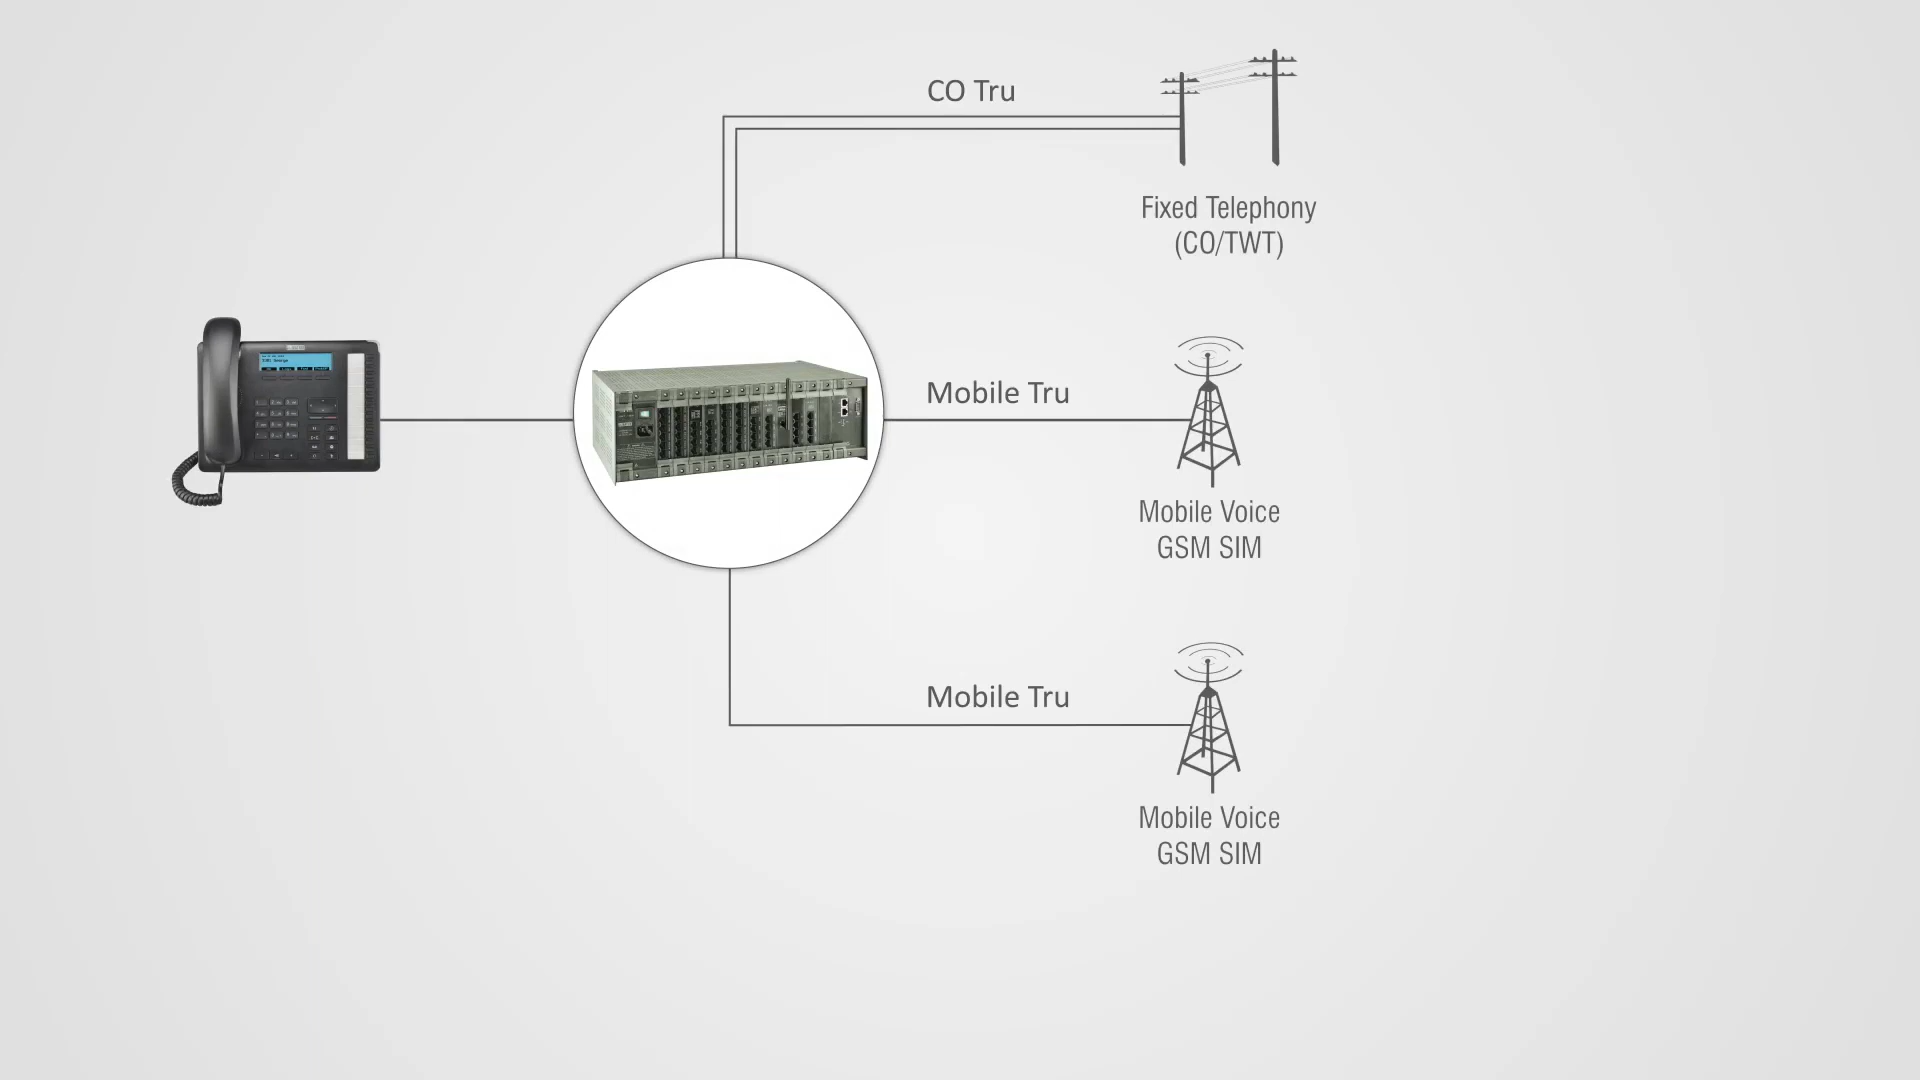 CO Tru
Fixed Telephony
(CO/TWT)
Mobile Tru
Mobile Voice
GSM SIM
Mobile Tru
Mobile Voice
GSM SIM